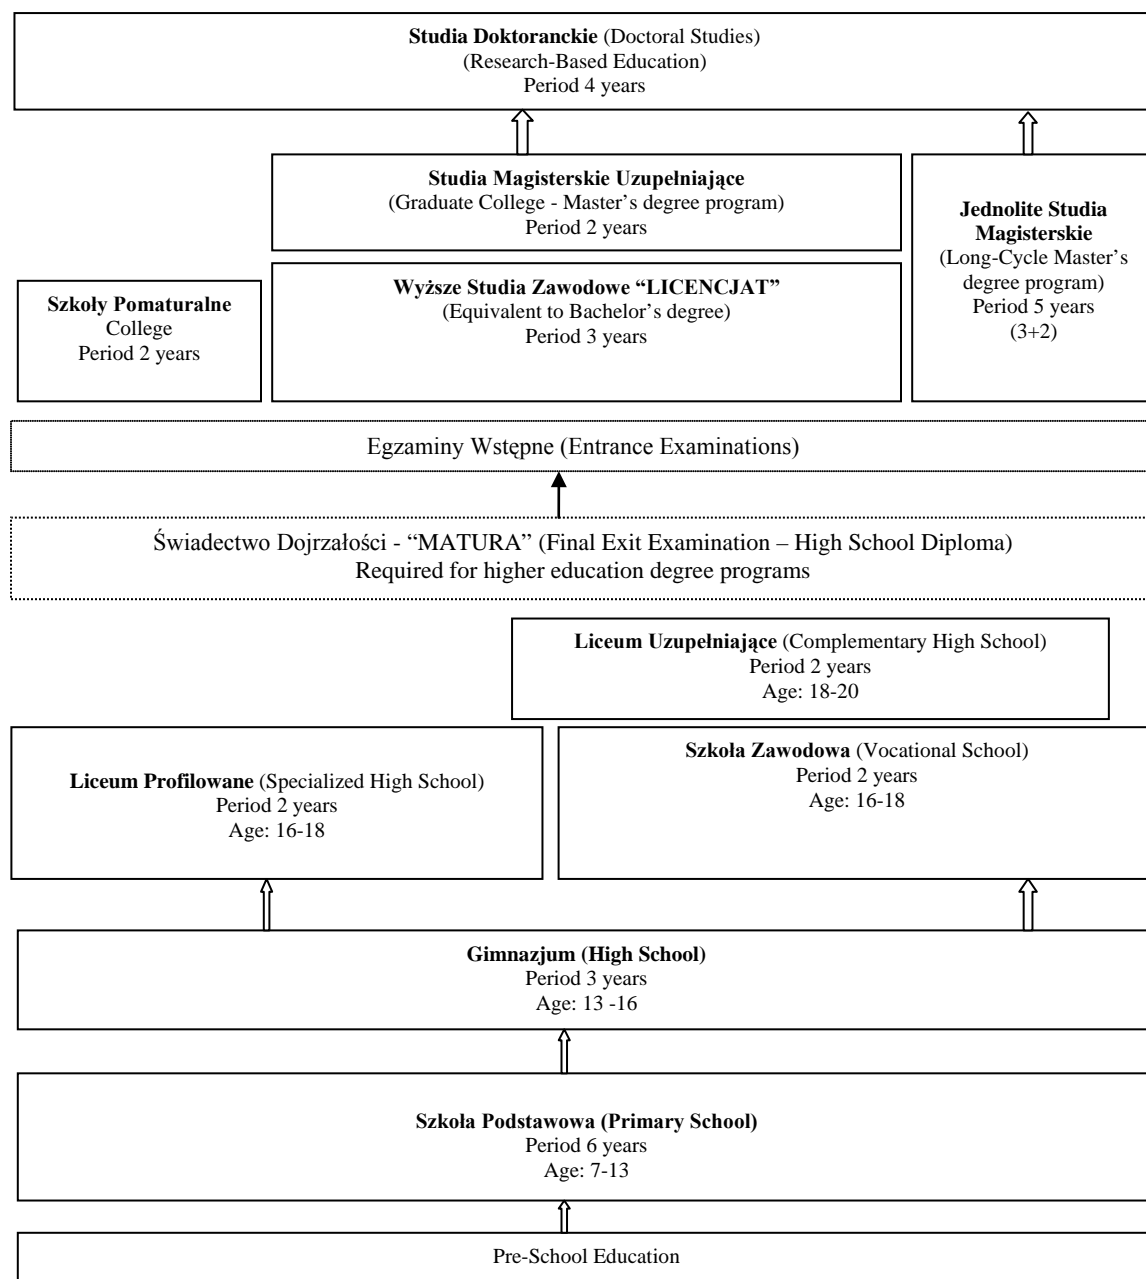 Studia Doktoranckie (Doctoral Studies)
(Research-Based Education)
Period 4 years
Studia Magisterskie Uzupełniające
(Graduate College - Master’s degree program)
Period 2 years
Jednolite Studia
Magisterskie
(Long-Cycle Master’s
degree program)
Period 5 years
(3+2)
Szkoły Pomaturalne
College
Period 2 years
Wyższe Studia Zawodowe “LICENCJAT”
(Equivalent to Bachelor’s degree)
Period 3 years
Egzaminy Wstępne (Entrance Examinations)
Świadectwo Dojrzałości - “MATURA” (Final Exit Examination – High School Diploma)
Required for higher education degree programs
Liceum Uzupełniające (Complementary High School)
Period 2 years
Age: 18-20
Liceum Profilowane (Specialized High School)
Period 2 years
Age: 16-18
Szkoła Zawodowa (Vocational School)
Period 2 years
Age: 16-18
Gimnazjum (High School)
Period 3 years
Age: 13 -16
Szkoła Podstawowa (Primary School)
Period 6 years
Age: 7-13
Pre-School Education